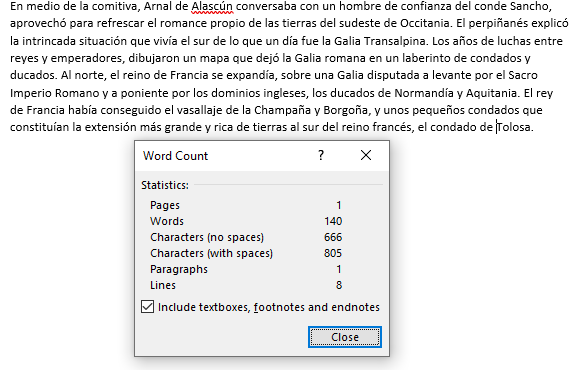 En medio de la comitiva, Arnal de Alascún conversaba con un hombre de confianza del conde Sancho,
aprovechó para refrescar el romance propio de las tierras del sudeste de Occitania. El perpiñanés explicó
la intrincada situación que vivía el sur de lo que un día fue la Galia Transalpina. Los años de luchas entre
reyes y emperadores, dibujaron un mapa que dejó la Galia romana en un laberinto de condados y
ducados. Al norte, el reino de Francia se expandía, sobre una Galia disputada a levante por el Sacro
Imperio Romano y a poniente por los dominios ingleses, los ducados de Normandía y Aquitania. El rey
de Francia había conseguido el vasallaje de la Champaña y Borgoña, y unos pequeños condados que
constituían la extensión más grande y rica de tierras al sur del reino francés, el condado de Tolosa.
Word Count
?
X
Statistics:
Pages 1
Words 140
Characters (no spaces) 666
Characters (with spaces) 805
Paragraphs 1
Lines 8
Include textboxes, footnotes and endnotes
Close